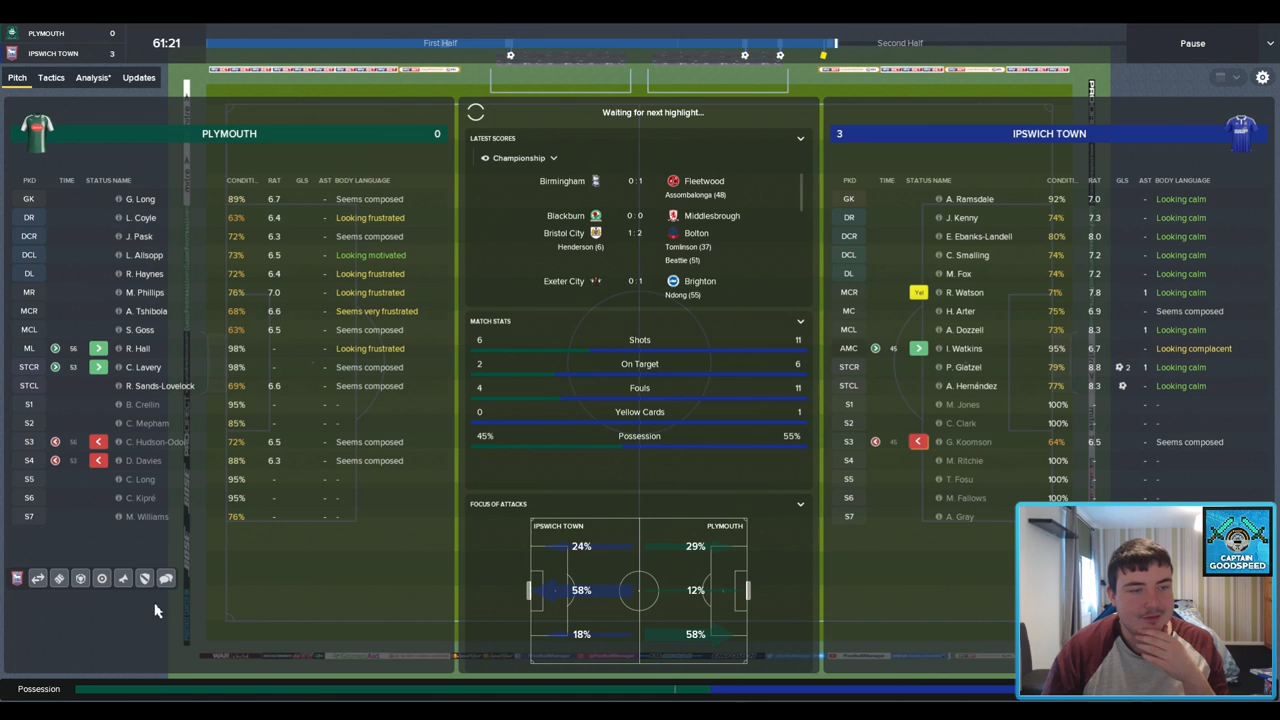 PLYMOUTH 0
IPSWICH TOWN 3
61:21
First Half
Second Half
Pause
Pitch Tactics Analysis* Updates
PLYMOUTH 0
PKD TIME STATUS NAME CONDITI... RAT GLS AST BODY LANGUAGE
GK G. Long 89% 6.7 - Seems composed
DR L. Coyle 63% 6.4 - Looking frustrated
DCR J. Pask 72% 6.3 - Seems composed
DCL L. Alisopp 73% 6.5 - Looking motivated
DL R. Haynes 72% 6.4 - Looking frustrated
MR M. Phillips 76% 7.0 - Looking frustrated
MCR A. Tshibola 68% 6.6 - Seems very frustrated
MCL S. Goss 63% 6.5 - Seems composed
ML 56 R. Hall 98% - - Looking frustrated
STCR 53 C. Lavery 98% - - Seems composed
STCL R. Sands-Lovelock 69% 6.6 - Seems composed
S1 B. Crellin 95% - - -
S2 C. Mepham 85% - - -
S3 56 C. Hudson-Odoi 72% 6.5 - Seems composed
S4 53 D. Davies 88% 6.3 - Seems composed
S5 C. Long 95% - - -
S6 C. Kipré 95% - - -
S7 M. Williams 76% - - -
Waiting for next highlight...
LATEST SCORES
Championship
Birmingham 0 : 1 Fleetwood
Assombalonga (48)
Blackburn 0 : 0 Middlesbrough
Bristol City 1 : 2 Bolton
Henderson (6) Tomlinson (37)
Beattie (51)
Exeter City 0 : 1 Brighton
Ndong (55)
MATCH STATS
6 Shots 11
2 On Target 6
4 Fouls 11
0 Yellow Cards 1
45% Possession 55%
FOCUS OF ATTACKS
IPSWICH TOWN PLYMOUTH
24% 29%
58% 12%
18% 58%
3 IPSWICH TOWN
PKD TIME STATUS NAME CONDITI... RAT GLS AST BODY LANGUAGE
GK A. Ramsdale 92% 7.0 - Looking calm
DR J. Kenny 74% 7.3 - Looking calm
DCR E. Ebanks-Landell 80% 8.0 - Looking calm
DCL C. Smalling 74% 7.2 - Looking calm
DL M. Fox 74% 7.2 - Looking calm
MCR Yel R. Watson 71% 7.8 1 Looking calm
MC H. Arter 75% 6.9 - Seems composed
MCL A. Dozzell 73% 8.3 1 Looking calm
AMC 45 I. Watkins 95% 6.7 - Looking complacent
STCR P. Glatzel 79% 8.8 2 1 Looking calm
STCL A. Hernández 77% 8.3 - Looking calm
S1 M. Jones 100% - - -
S2 C. Clark 100% - - -
S3 45 G. Koomson 64% 6.5 - Seems composed
S4 M. Ritchie 100% - - -
S5 T. Fosu 100% - - -
S6 M. Fallows 100% - - -
S7 A. Gray
CAPTAIN
GOODSPEED
Possession